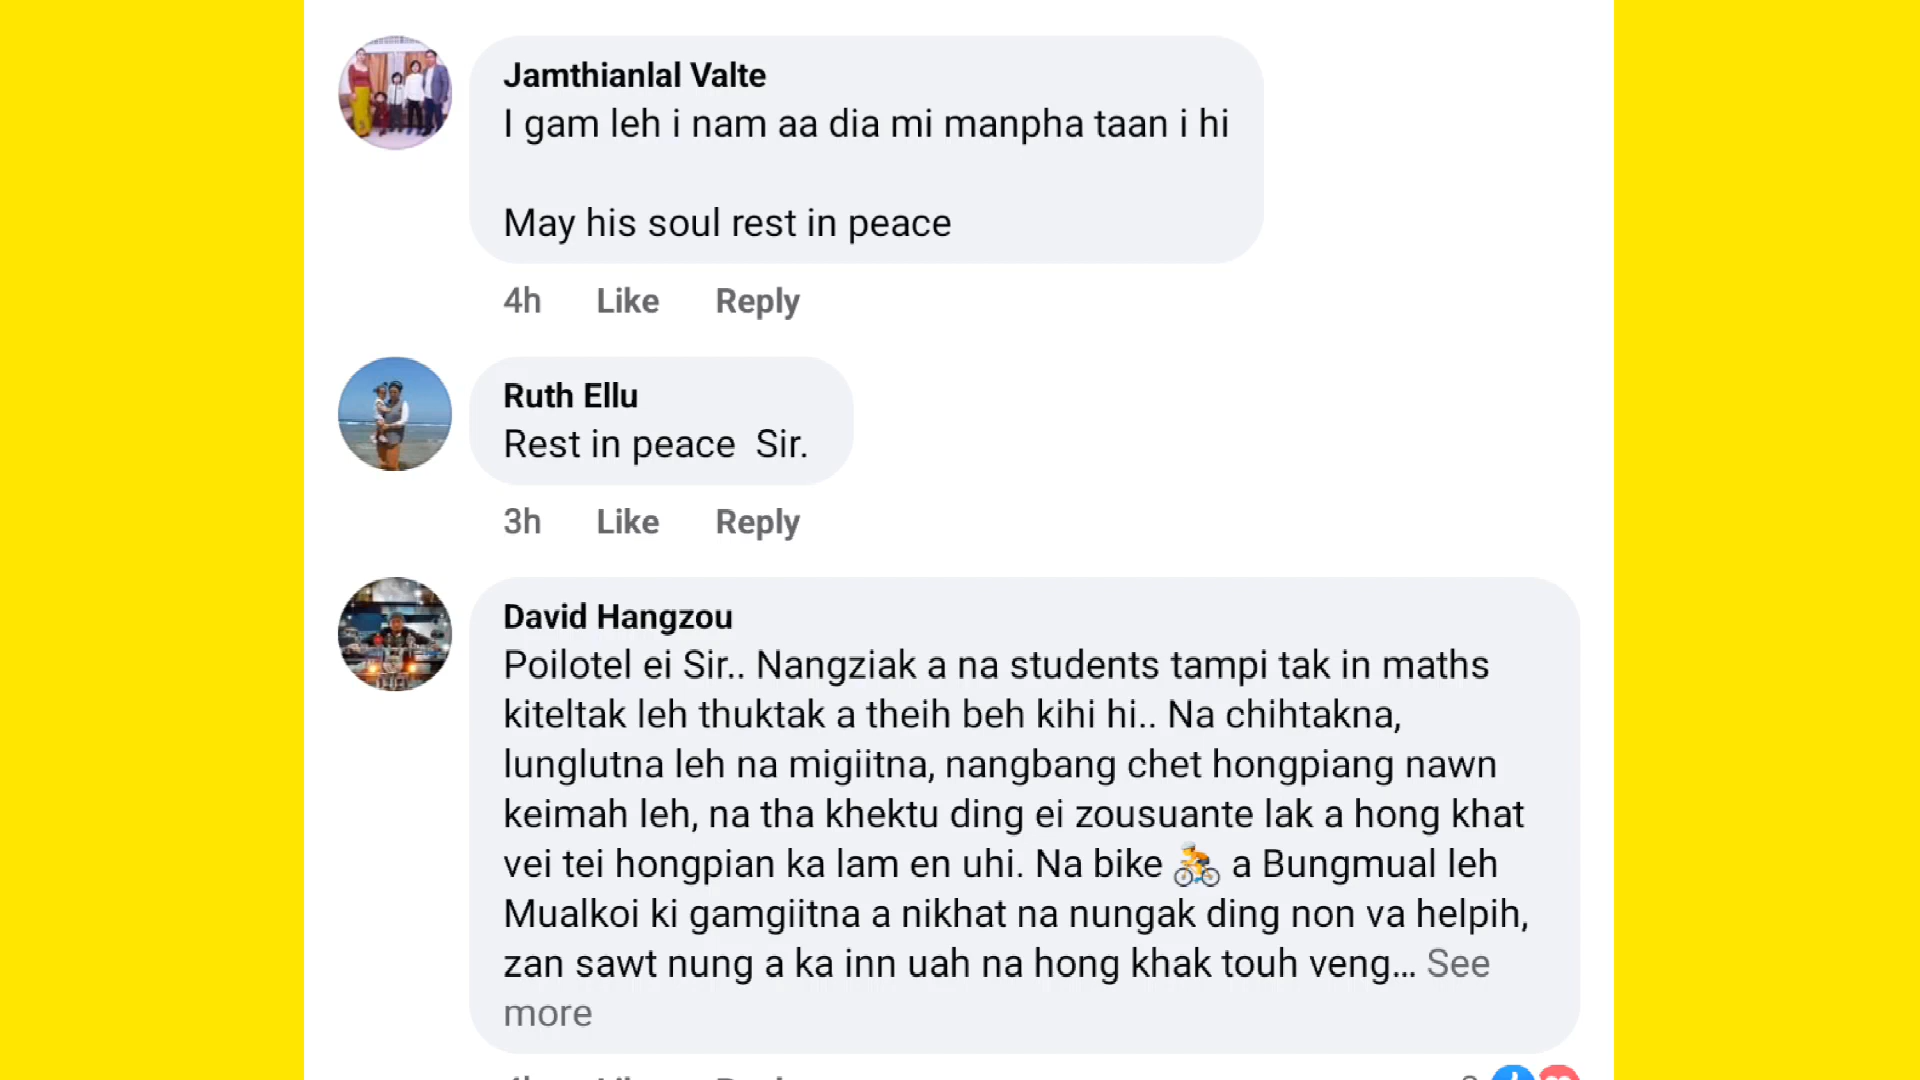 Jamthianlal Valte
I gam leh i nam aa dia mi manpha taan i hi
May his soul rest in peace
4h Like Reply
Ruth Ellu
Rest in peace  Sir.
3h Like Reply
David Hangzou
Poilotel ei Sir.. Nangziak a na students tampi tak in maths
kiteltak leh thuktak a theih beh kihi hi.. Na chihtakna,
lunglutna leh na migiitna, nangbang chet hongpiang nawn
keimah leh, na tha khektu ding ei zousuante lak a hong khat
vei tei hongpian ka lam en uhi. Na bike 🚴 a Bungmual leh
Mualkoi ki gamgiitna a nikhat na nungak ding non va helpih,
zan sawt nung a ka inn uah na hong khak touh veng... See
more